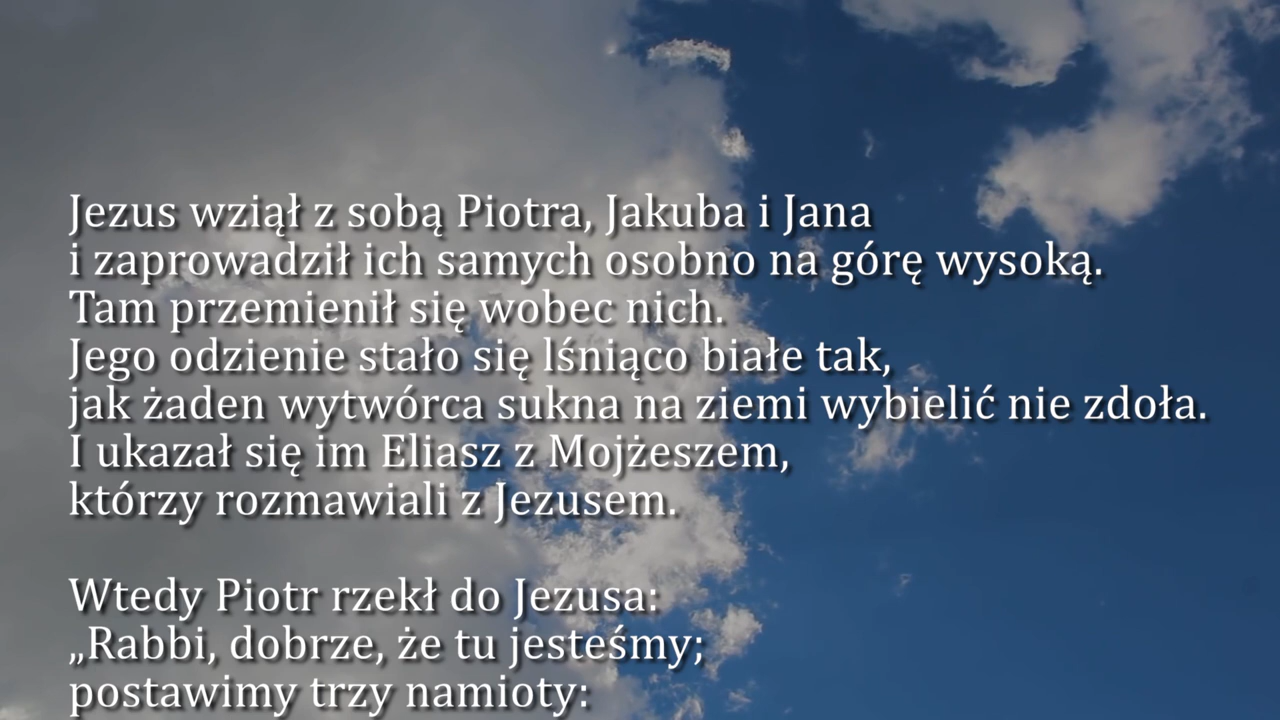 Jezus wziął z sobą Piotra, Jakuba i Jana
i zaprowadził ich samych osobno na górę wysoką.
Tam przemienił się wobec nich.
Jego odzienie stało się lśniąco białe tak,
jak żaden wytwórca sukna na ziemi wybielić nie zdoła.
I ukazał się im Eliasz z Mojżeszem,
którzy rozmawiali z Jezusem.
Wtedy Piotr rzekł do Jezusa:
„Rabbi, dobrze, że tu jesteśmy;
postawimy trzy namioty: